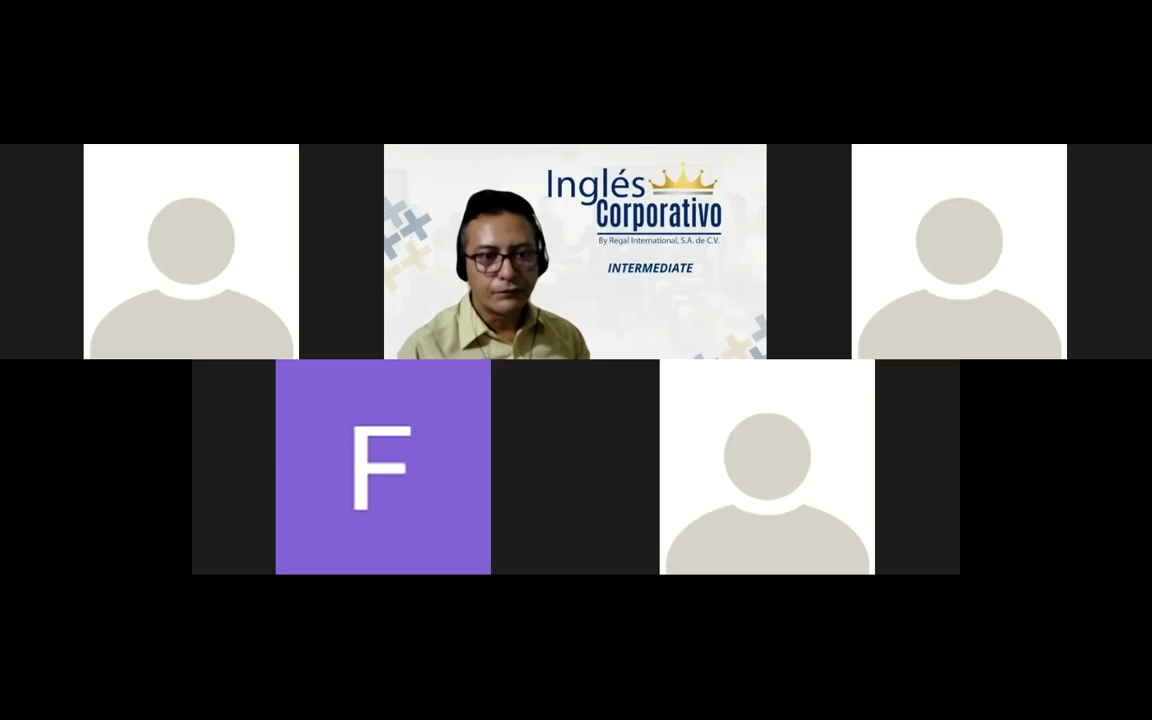 Inglés
Corporativo
By Regal International, S.A. de C.V.
INTERMEDIATE
F